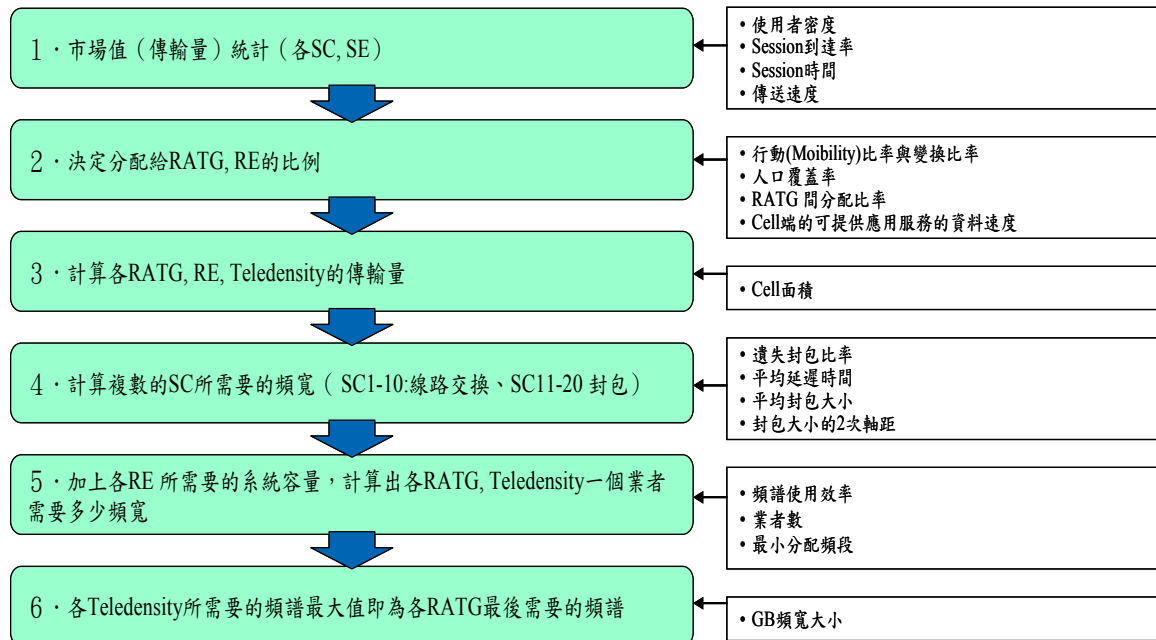 1．市場值（傳輸量）統計（各SC, SE）
• 使用者密度
• Session到達率
• Session時間
• 傳送速度
2．決定分配給RATG, RE的比例
• 行動(Moibility)比率與變換比率
• 人口覆蓋率
• RATG 間分配比率
• Cell端的可提供應用服務的資料速度
3．計算各RATG, RE, Teledensity的傳輸量
• Cell面積
4．計算複數的SC所需要的頻寬（ SC1-10:線路交換、SC11-20 封包）
• 遺失封包比率
• 平均延遲時間
• 平均封包大小
• 封包大小的2次軸距
5．加上各RE 所需要的系統容量，計算出各RATG, Teledensity一個業者
需要多少頻寬
• 頻譜使用效率
• 業者數
• 最小分配頻段
6．各Teledensity所需要的頻譜最大值即為各RATG最後需要的頻譜
• GB頻寬大小